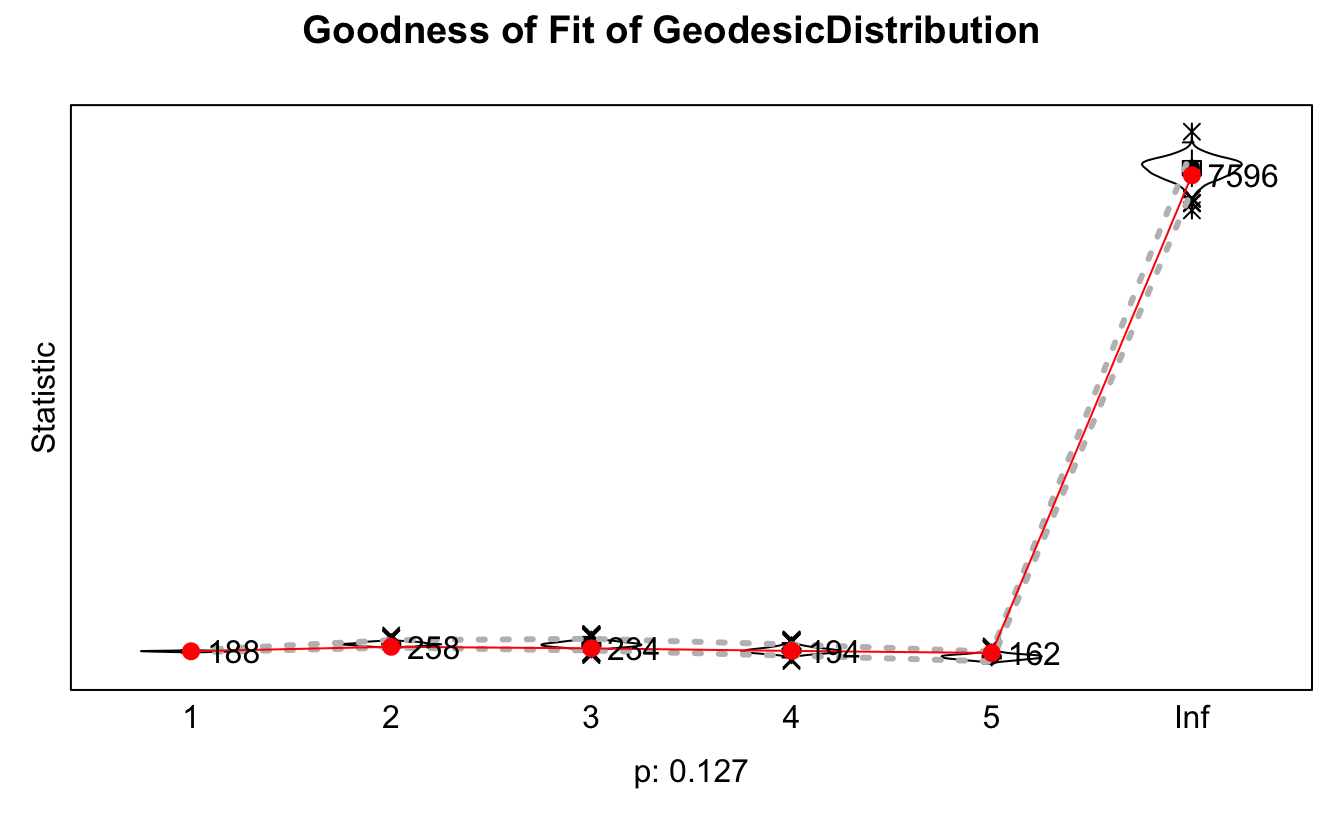 Goodness of Fit of GeodesicDistribution
Statistic
188 258 234 194 162 7596
1 2 3 4 5 Inf
p: 0.127